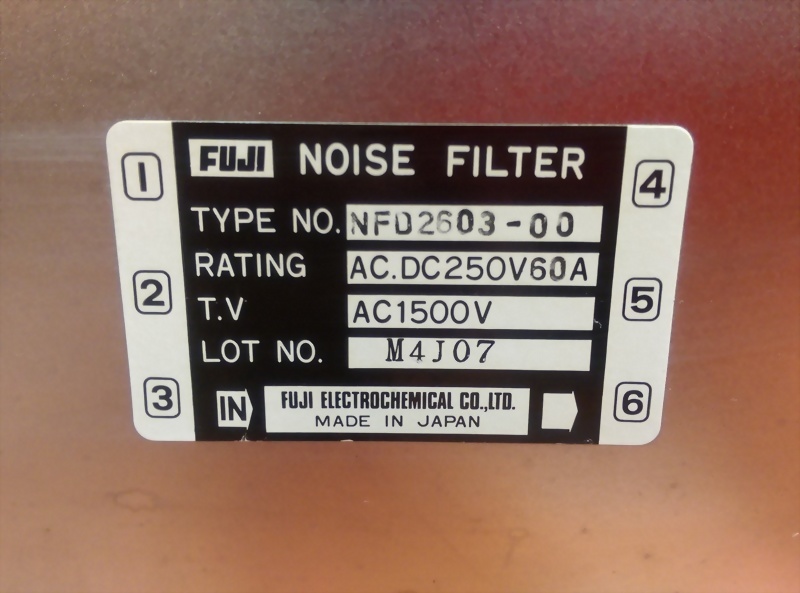 FUJI NOISE FILTER
TYPE NO. NFD2603-00
RATING AC.DC250V60A
T.V AC1500V
LOT NO. M4J07
IN FUJI ELECTROCHEMICAL CO.,LTD.
MADE IN JAPAN
1
2
3
4
5
6